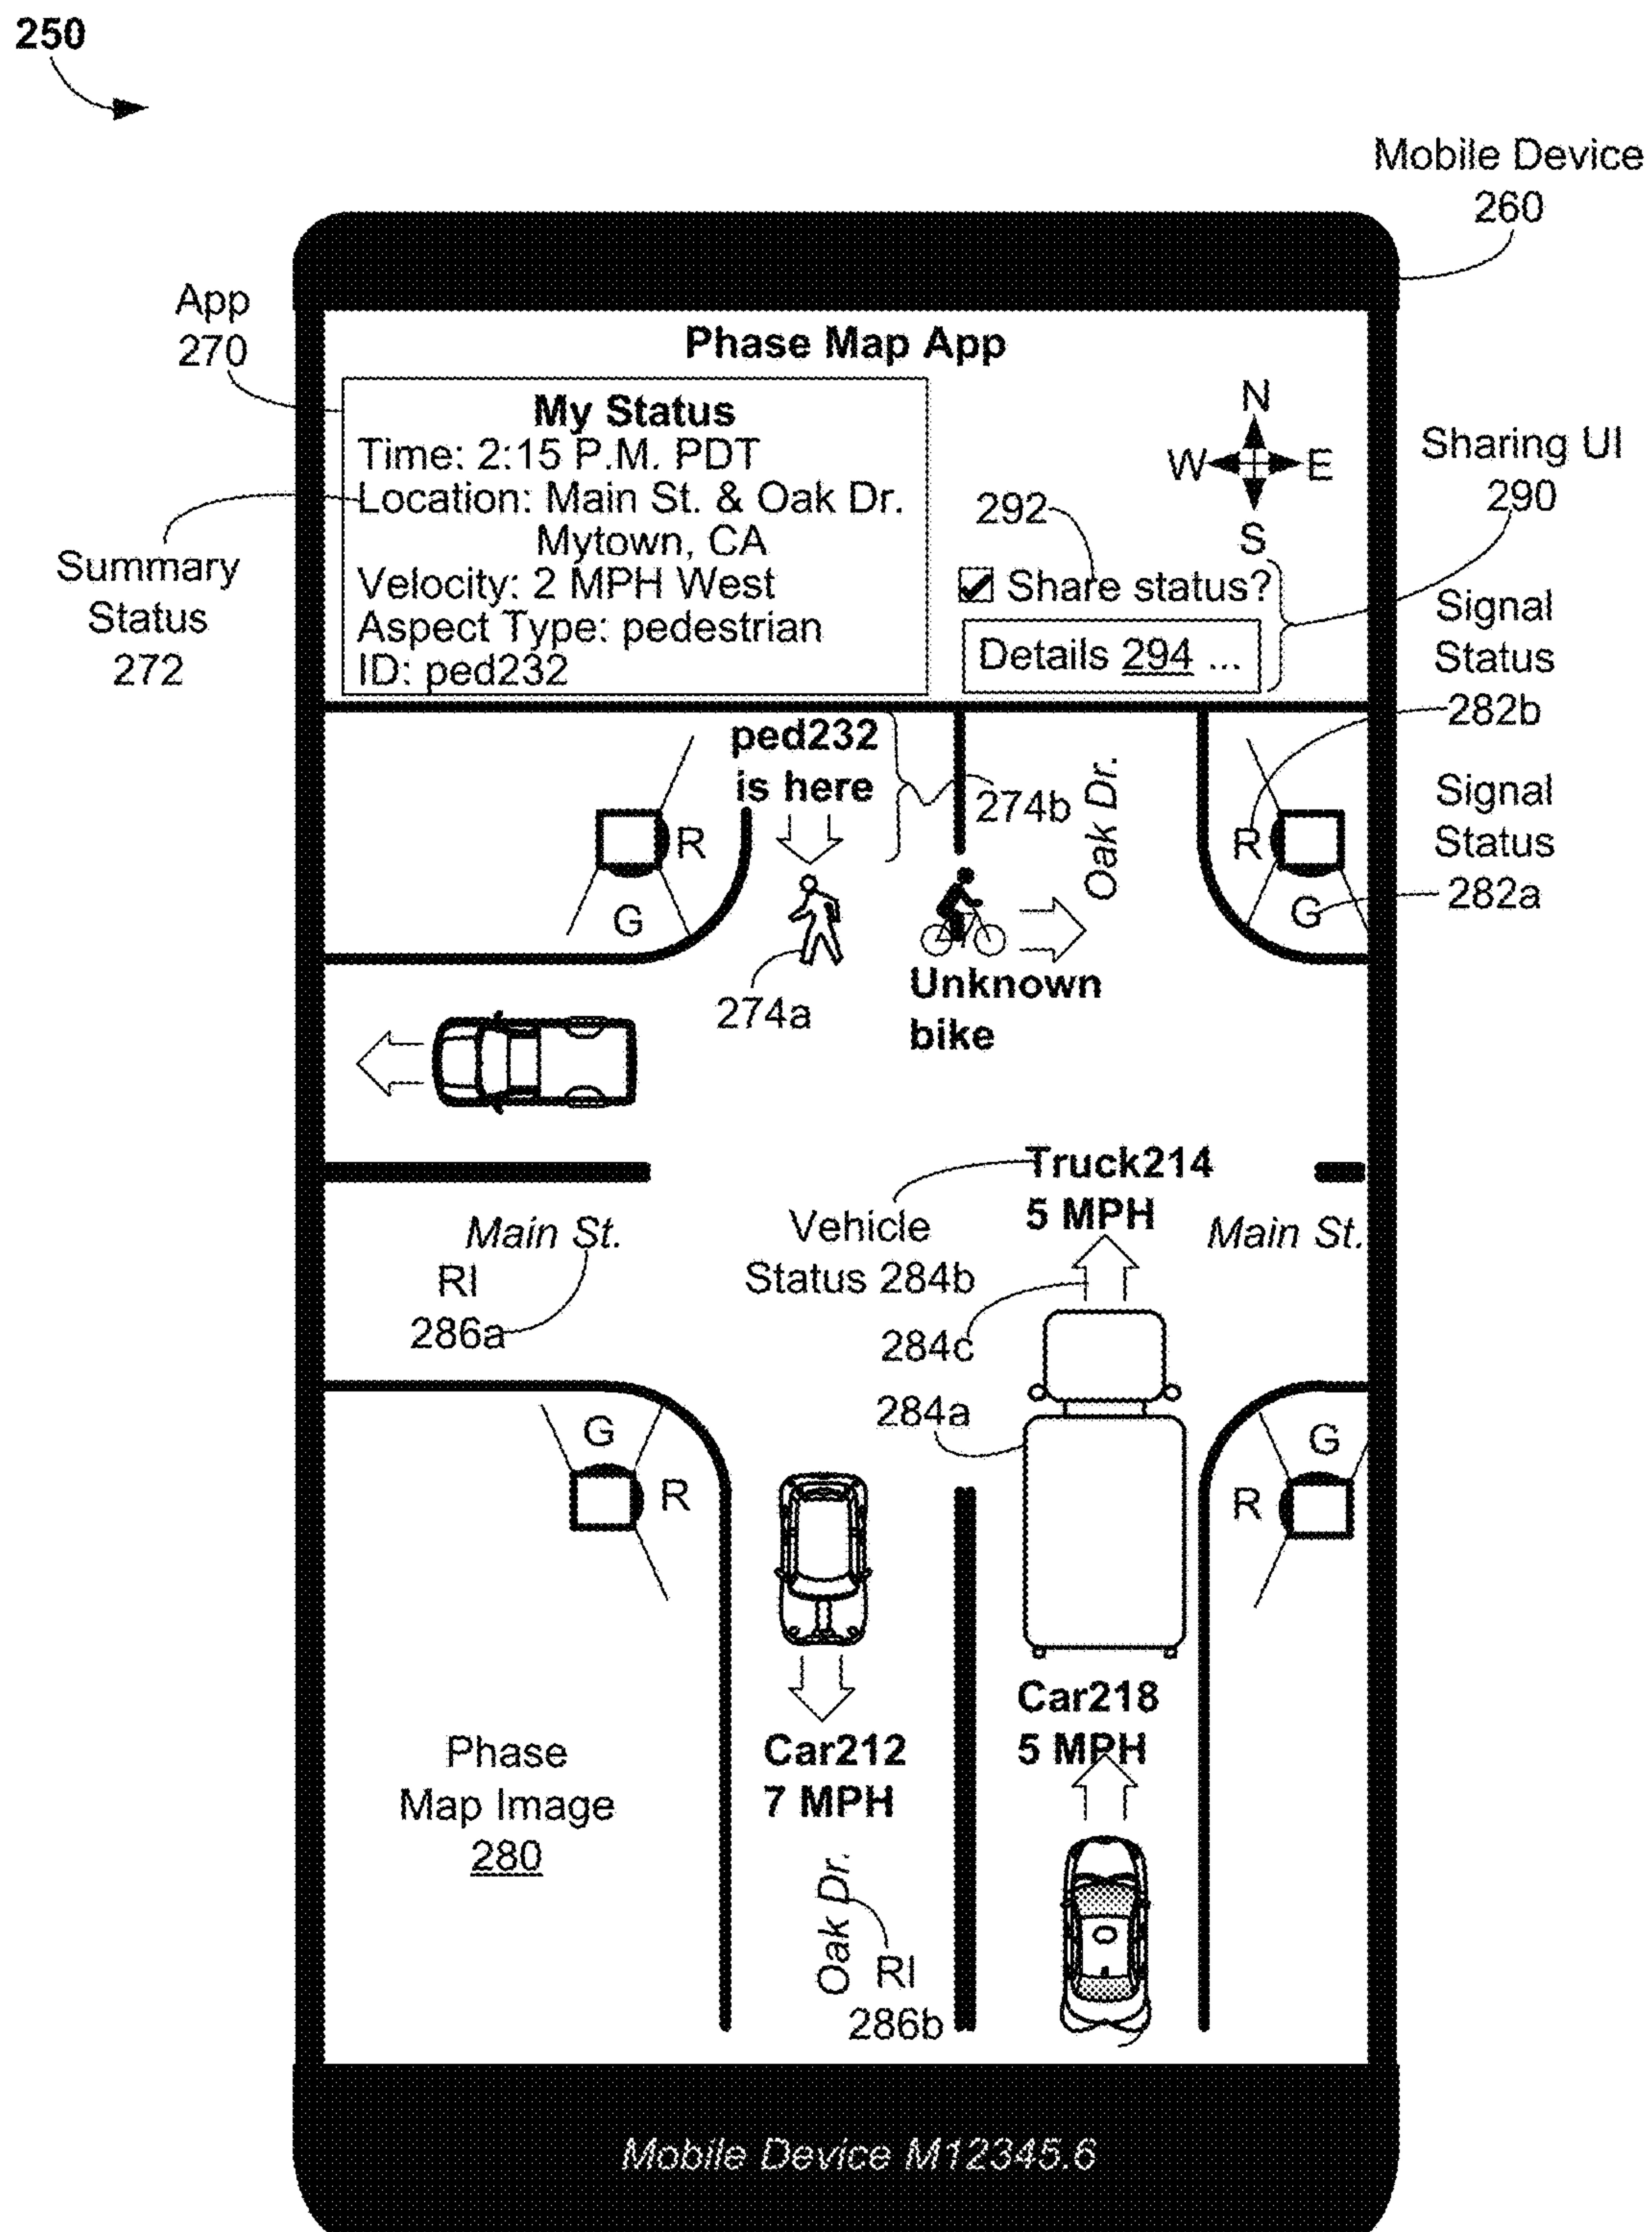 250
Mobile Device
260
App
270
Phase Map App
My Status
Time: 2:15 P.M. PDT
Location: Main St. & Oak Dr.
Mytown, CA
Velocity: 2 MPH West
Aspect Type: pedestrian
ID: ped232
Summary
Status
272
N
W E
S
Sharing UI
290
292
Share status?
Details 294 ...
Signal
Status
282b
Signal
Status
282a
ped232
is here
274b
Oak Dr.
R
G
R
G
274a
Unknown
bike
Truck214
5 MPH
Vehicle
Status 284b
Main St.
Main St.
RI
286a
284c
284a
G
R
G
R
Car218
5 MPH
Car212
7 MPH
Phase
Map Image
280
Oak Dr.
RI
286b
Mobile Device M12345.6